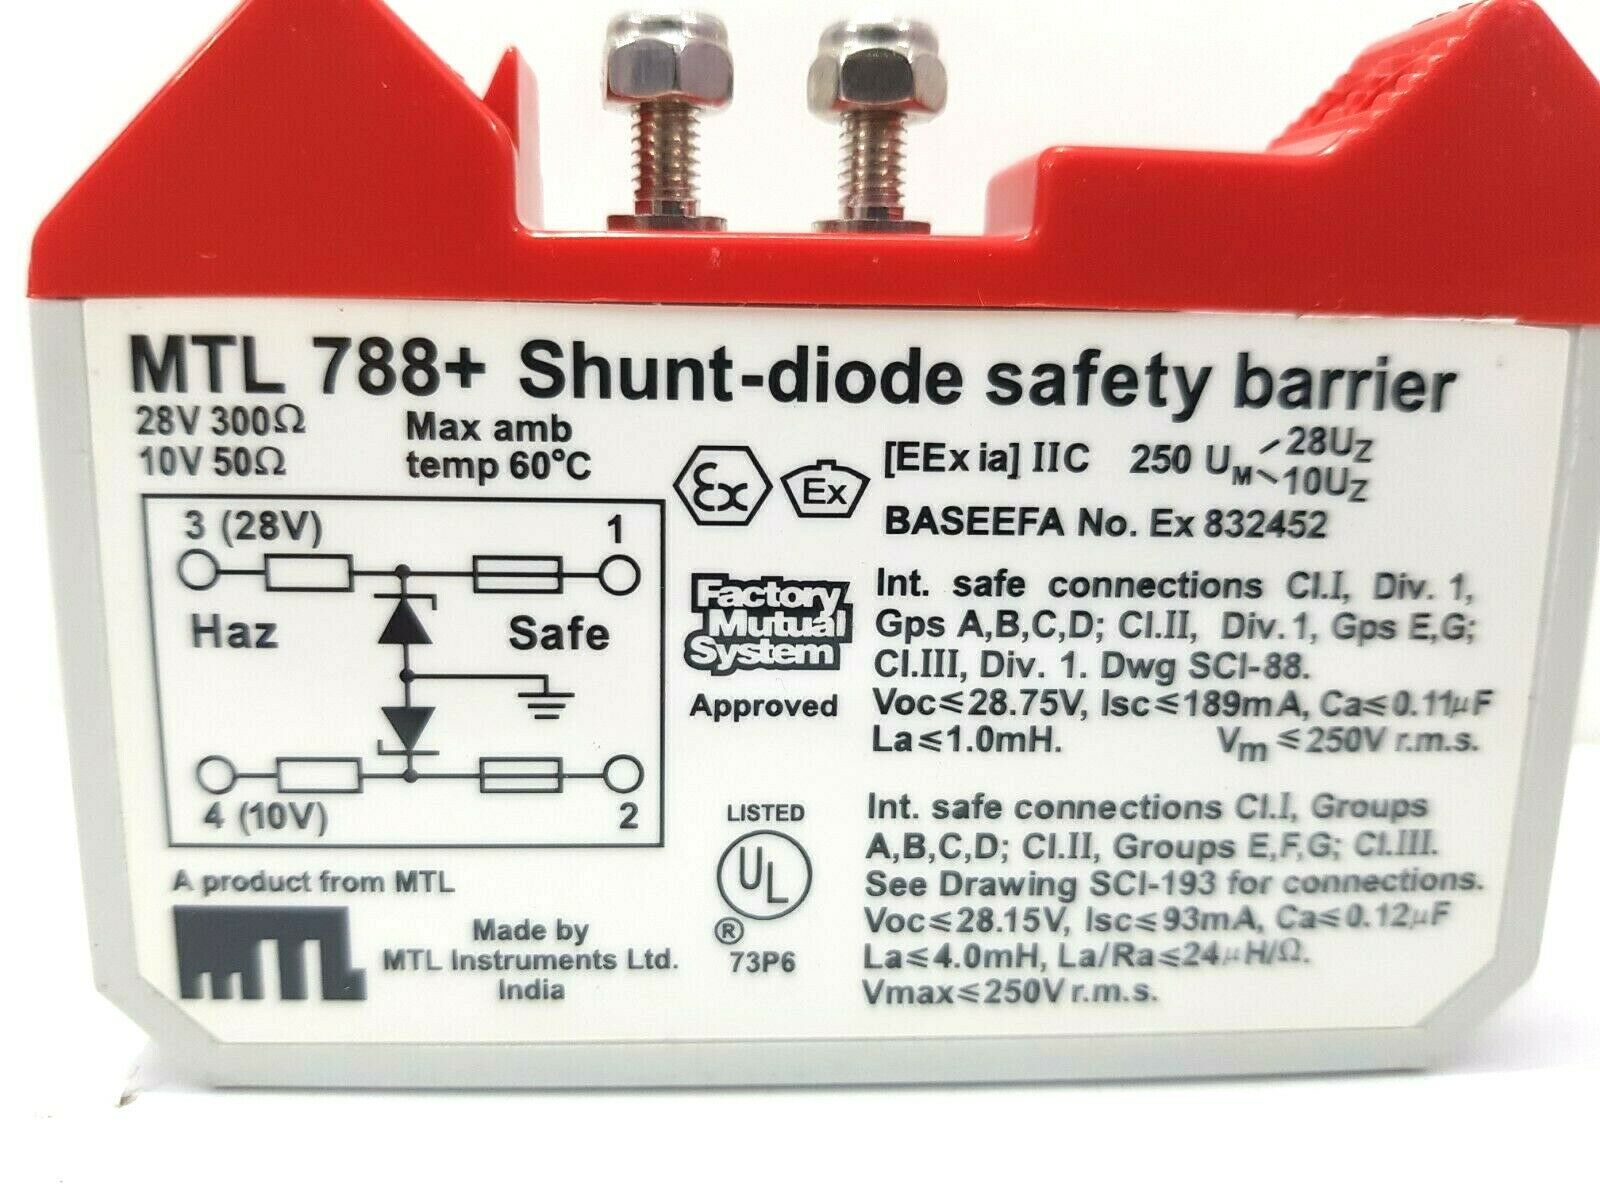 MTL 788+ Shunt-diode safety barrier
28V 300Ω
10V 50Ω
Max amb
temp 60°C
Ex
Ex
[EEx ia] IIC 250 UM 28UZ
10UZ
BASEEFA No. Ex 832452
3 (28V) 1
Haz Safe
4 (10V) 2
Factory
Mutual
System
Approved
Int. safe connections Cl.I, Div. 1,
Gps A,B,C,D; Cl.II, Div.1, Gps E,G;
Cl.III, Div. 1. Dwg SCI-88.
Voc≤28.75V, Isc≤189mA, Ca≤0.11µF
La≤1.0mH. Vm ≤250V r.m.s.
LISTED
UL
®
73P6
Int. safe connections Cl.I, Groups
A,B,C,D; Cl.II, Groups E,F,G; Cl.III.
See Drawing SCI-193 for connections.
Voc≤28.15V, Isc≤93mA, Ca≤0.12µF
La≤4.0mH, La/Ra≤24µH/Ω.
Vmax≤250V r.m.s.
A product from MTL
MTL
Made by
MTL Instruments Ltd.
India